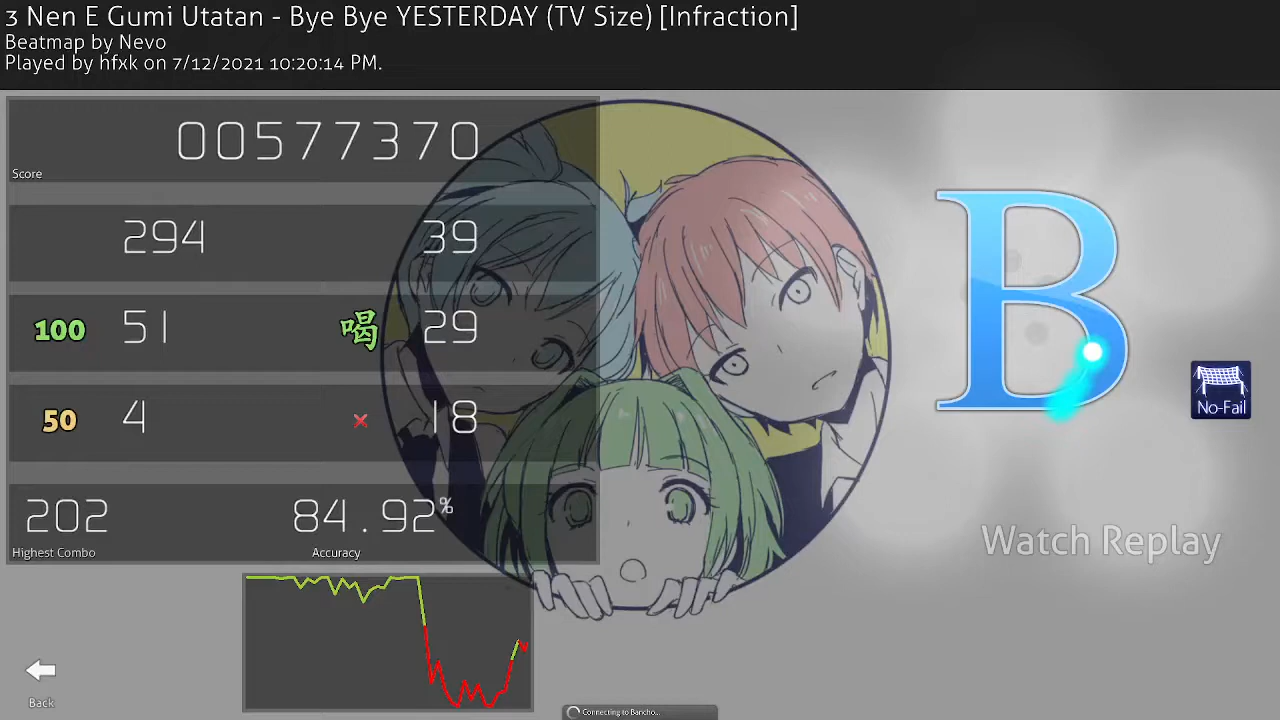 3 Nen E Gumi Utatan - Bye Bye YESTERDAY (TV Size) [Infraction]
Beatmap by Nevo
Played by hfxk on 7/12/2021 10:20:14 PM.
00577370
Score
294 39
100 51 喝 29
50 4 × 18
202 84.92%
Highest Combo Accuracy
B
No-Fail
Watch Replay
Back
Connecting to Bancho...